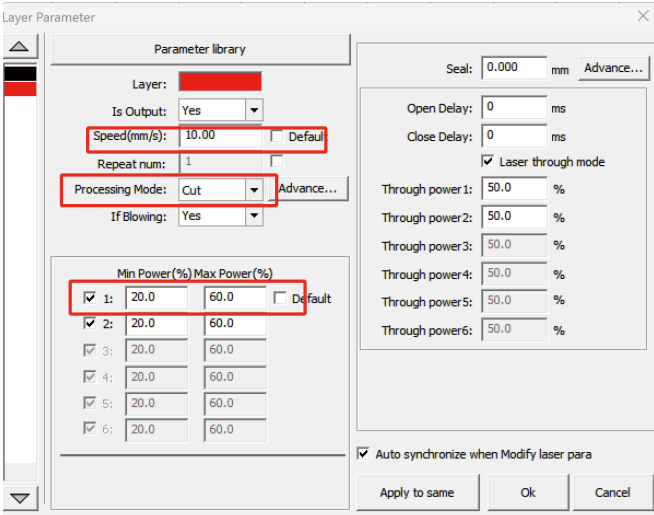 Layer Parameter
Parameter library
Layer:
Is Output: Yes
Speed(mm/s): 10.00 Default
Repeat num: 1
Processing Mode: Cut Advance...
If Blowing: Yes
Min Power(%) Max Power(%)
1: 20.0 60.0 Default
2: 20.0 60.0
3: 20.0 60.0
4: 20.0 60.0
5: 20.0 60.0
6: 20.0 60.0
Seal: 0.000 mm Advance...
Open Delay: 0 ms
Close Delay: 0 ms
Laser through mode
Through power1: 50.0 %
Through power2: 50.0 %
Through power3: 50.0 %
Through power4: 50.0 %
Through power5: 50.0 %
Through power6: 50.0 %
Auto synchronize when Modify laser para
Apply to same Ok Cancel